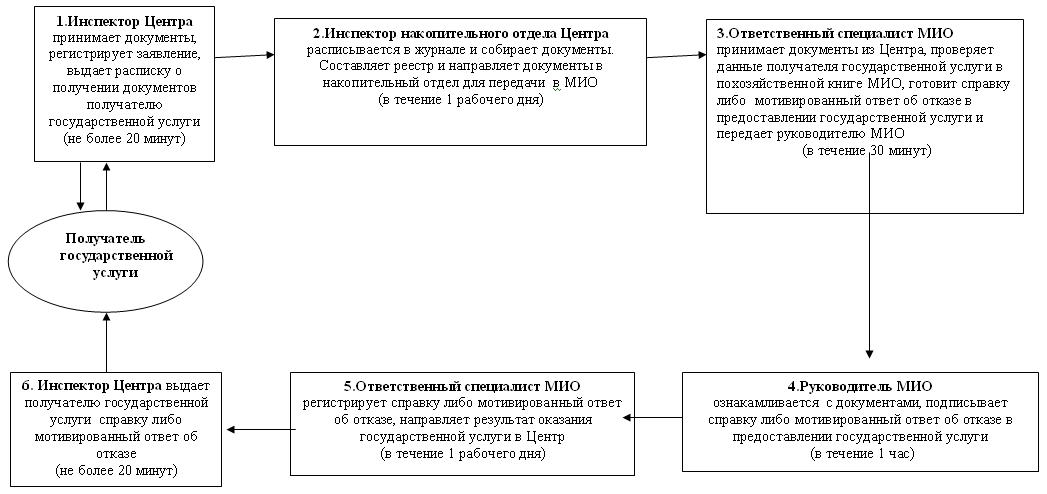 1.Инспектор Центра
принимает документы,
регистрирует заявление,
выдает расписку о
получении документов
получателю
государственной услуги
(не более 20 минут)
2.Инспектор накопительного отдела Центра
расписывается в журнале и собирает документы.
Составляет реестр и направляет документы в
накопительный отдел для передачи в МИО
(в течение 1 рабочего дня)
3.Ответственный специалист МИО
принимает документы из Центра, проверяет
данные получателя государственной услуги в
похозяйственной книге МИО, готовит справку
либо мотивированный ответ об отказе в
предоставлении государственной услуги и
передает руководителю МИО
(в течение 30 минут)
Получатель
государственной
услуги
4.Руководитель МИО
ознакамливается с документами, подписывает
справку либо мотивированный ответ об отказе в
предоставлении государственной услуги
(в течение 1 час)
5.Ответственный специалист МИО
регистрирует справку либо мотивированный ответ
об отказе, направляет результат оказания
государственной услуги в Центр
(в течение 1 рабочего дня)
6. Инспектор Центра выдает
получателю государственной
услуги справку либо
мотивированный ответ об
отказе
(не более 20 минут)